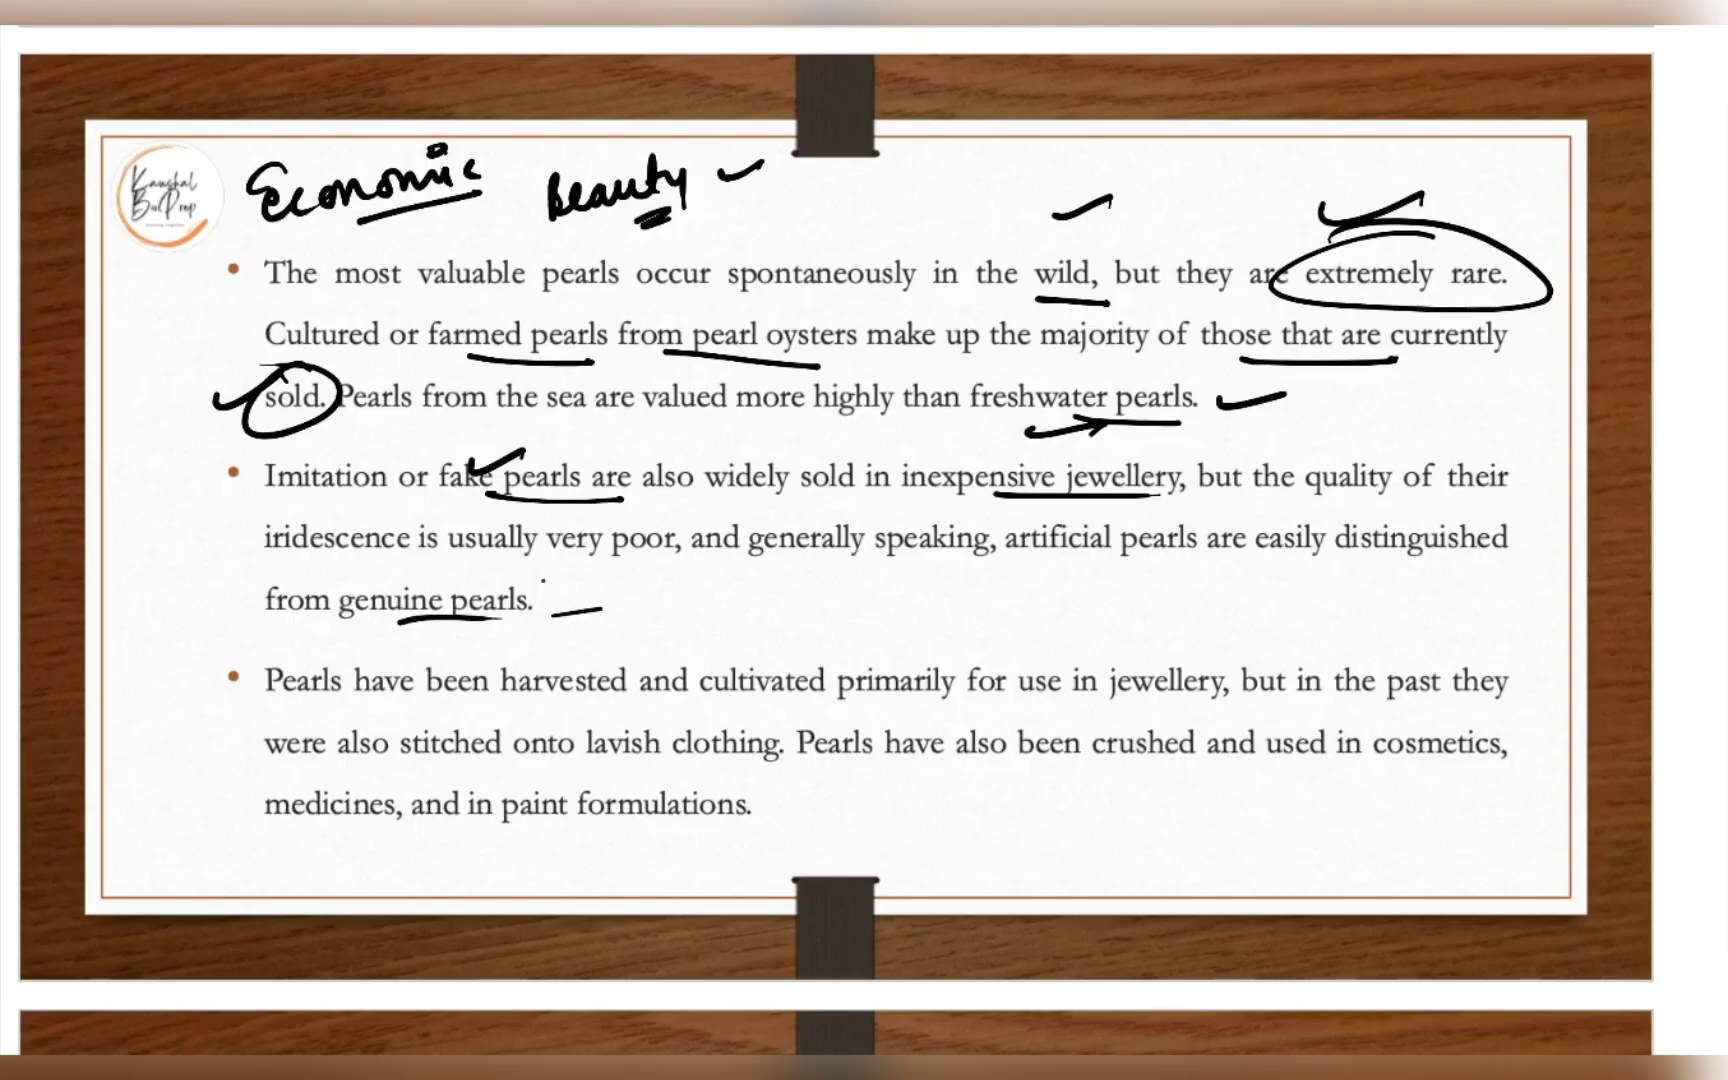 Kaushal
BioPrep
Economic Beauty
• The most valuable pearls occur spontaneously in the wild, but they are extremely rare.
Cultured or farmed pearls from pearl oysters make up the majority of those that are currently
sold. Pearls from the sea are valued more highly than freshwater pearls.
• Imitation or fake pearls are also widely sold in inexpensive jewellery, but the quality of their
iridescence is usually very poor, and generally speaking, artificial pearls are easily distinguished
from genuine pearls.
• Pearls have been harvested and cultivated primarily for use in jewellery, but in the past they
were also stitched onto lavish clothing. Pearls have also been crushed and used in cosmetics,
medicines, and in paint formulations.